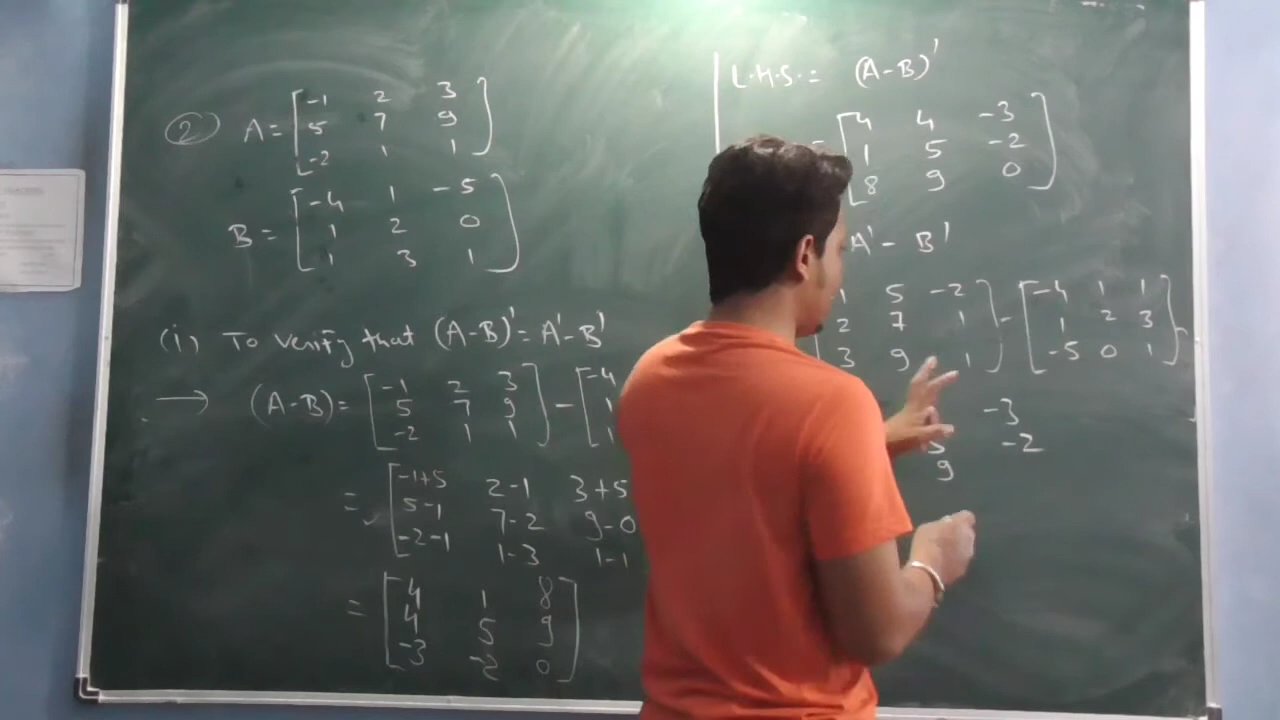 ② A = [ -1 2 3
5 7 9
-2 1 1 ]
B = [ -4 1 -5
1 2 0
1 3 1 ]
(i) To verify that (A-B)' = A' - B'
→ (A-B) = [ -1 2 3 ] - [ -4
5 7 9 1
-2 1 1 1
= [ -1+5 2-1 3+5
5-1 7-2 9-0
-2-1 1-3 1-1
= [ 4 1 8
4 5 9
-3 -2 0 ]
L.H.S. = (A-B)'
= [ 4 4 -3
1 5 -2
8 9 0 ]
A' - B'
1 5 -2 ] - [ -4 1 1 ]
2 7 1 1 2 3
3 9 1 -5 0 1
-3
5 -2
9